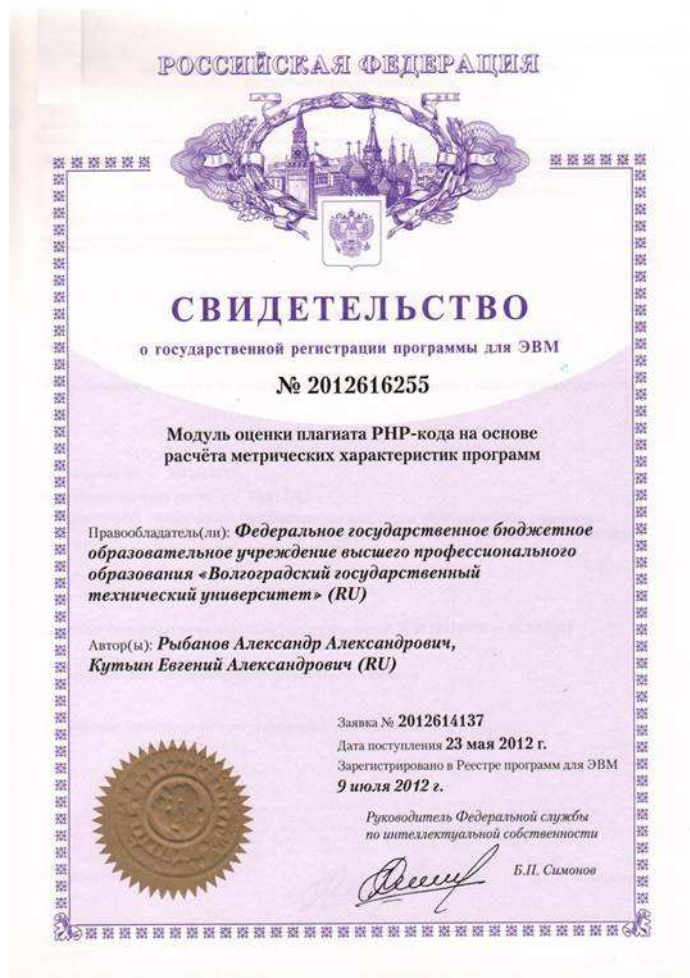 РОССИЙСКАЯ ФЕДЕРАЦИЯ
СВИДЕТЕЛЬСТВО
о государственной регистрации программы для ЭВМ
№ 2012616255
Модуль оценки плагиата PHP-кода на основе
расчёта метрических характеристик программ
Правообладатель(ли): Федеральное государственное бюджетное
образовательное учреждение высшего профессионального
образования «Волгоградский государственный
технический университет» (RU)
Автор(ы): Рыбанов Александр Александрович,
Кутьин Евгений Александрович (RU)
Заявка № 2012614137
Дата поступления 23 мая 2012 г.
Зарегистрировано в Реестре программ для ЭВМ
9 июля 2012 г.
Руководитель Федеральной службы
по интеллектуальной собственности
Б.П. Симонов